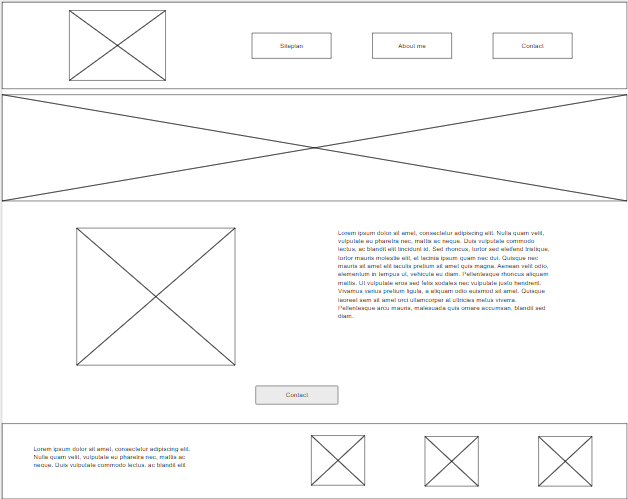 Siteplan
About me
Contact
Lorem ipsum dolor sit amet, consectetur adipiscing elit. Nulla quam velit,
vulputate eu pharetra nec, mattis ac neque. Duis vulputate commodo
lectus, ac blandit elit tincidunt id. Sed rhoncus, tortor sed eleifend tristique,
tortor mauris molestie elit, et lacinia ipsum quam nec dui. Quisque nec
mauris sit amet elit iaculis pretium sit amet quis magna. Aenean velit odio,
elementum in tempus ut, vehicula eu diam. Pellentesque rhoncus aliquam
mattis. Ut vulputate eros sed felis sodales nec vulputate justo hendrerit.
Vivamus varius pretium ligula, a aliquam odio euismod sit amet. Quisque
laoreet sem sit amet orci ullamcorper at ultricies metus viverra.
Pellentesque arcu mauris, malesuada quis ornare accumsan, blandit sed
diam.
Contact
Lorem ipsum dolor sit amet, consectetur adipiscing elit.
Nulla quam velit, vulputate eu pharetra nec, mattis ac
neque. Duis vulputate commodo lectus, ac blandit elit